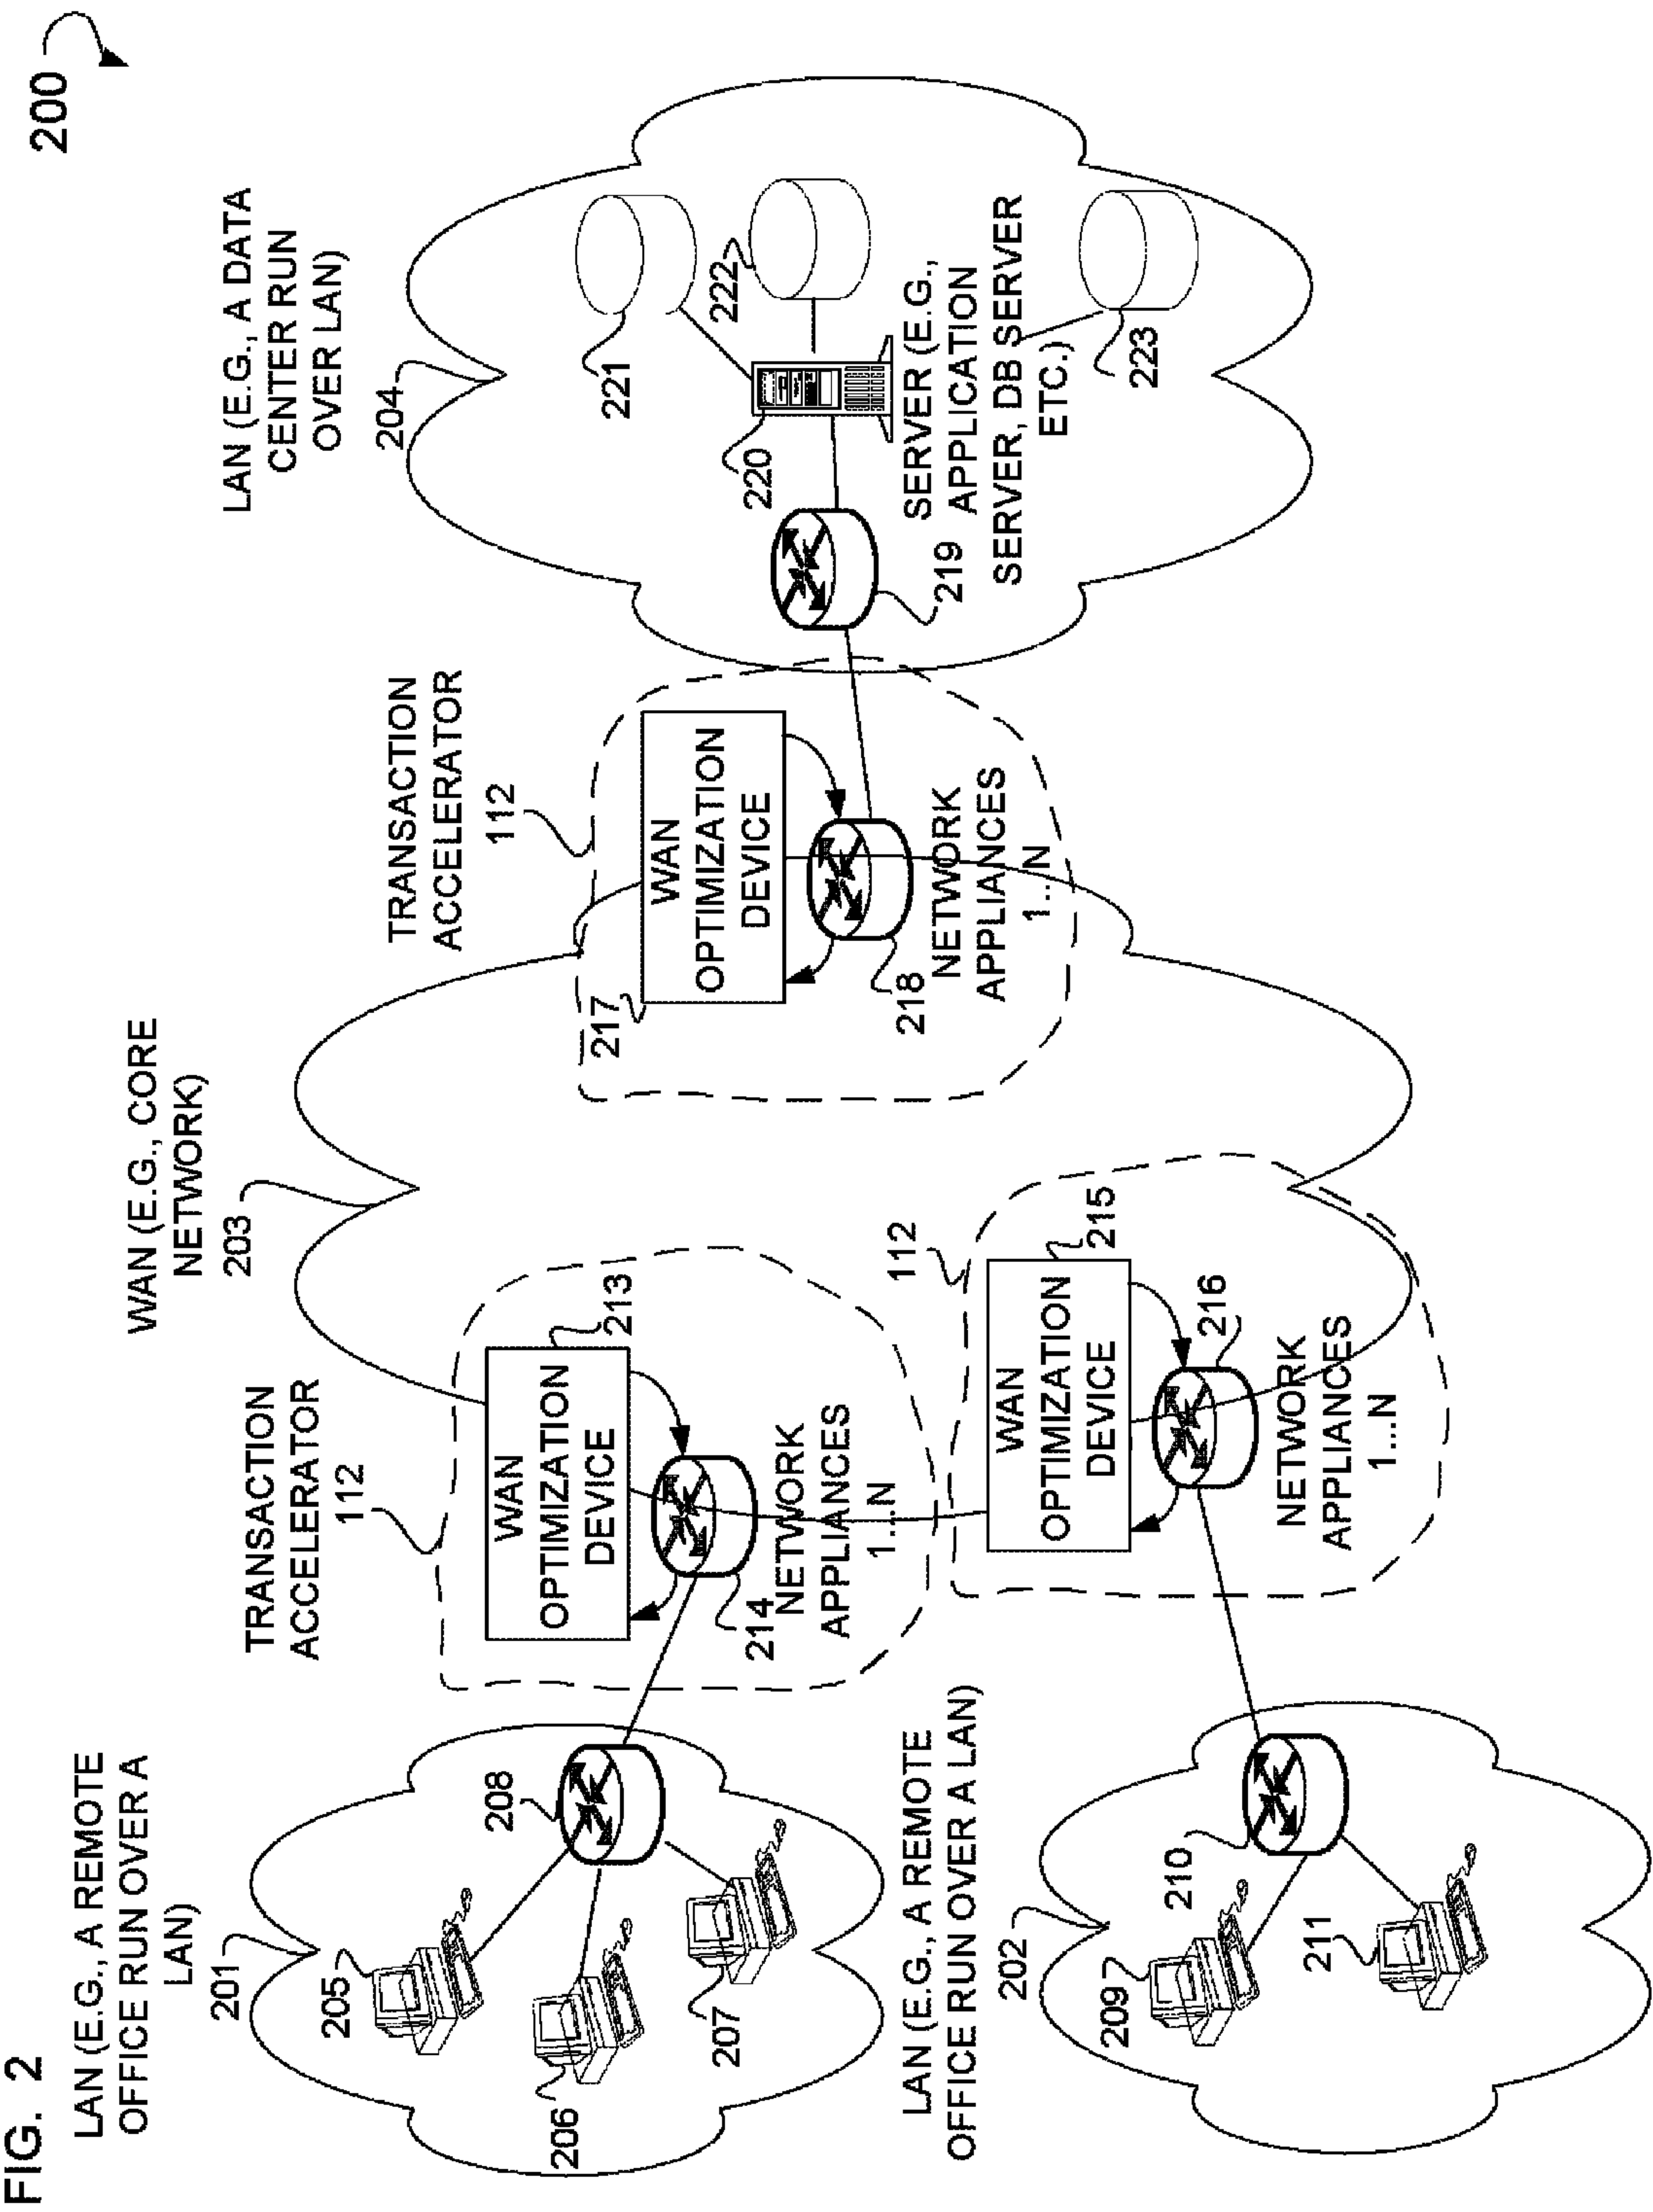 FIG. 2
200
LAN (E.G., A REMOTE
OFFICE RUN OVER A
LAN)
201
205
206
207
208
TRANSACTION
ACCELERATOR
112
WAN
OPTIMIZATION
DEVICE
213
214
NETWORK
APPLIANCES
1...N
WAN (E.G., CORE
NETWORK)
203
TRANSACTION
ACCELERATOR
112
WAN
OPTIMIZATION
DEVICE
217
218
NETWORK
APPLIANCES
1...N
LAN (E.G., A DATA
CENTER RUN
OVER LAN)
204
221
222
220
219
SERVER (E.G.,
APPLICATION
SERVER, DB SERVER
ETC.)
223
LAN (E.G., A REMOTE
OFFICE RUN OVER A LAN)
202
209
210
211
112
WAN
OPTIMIZATION
DEVICE
215
216
NETWORK
APPLIANCES
1...N